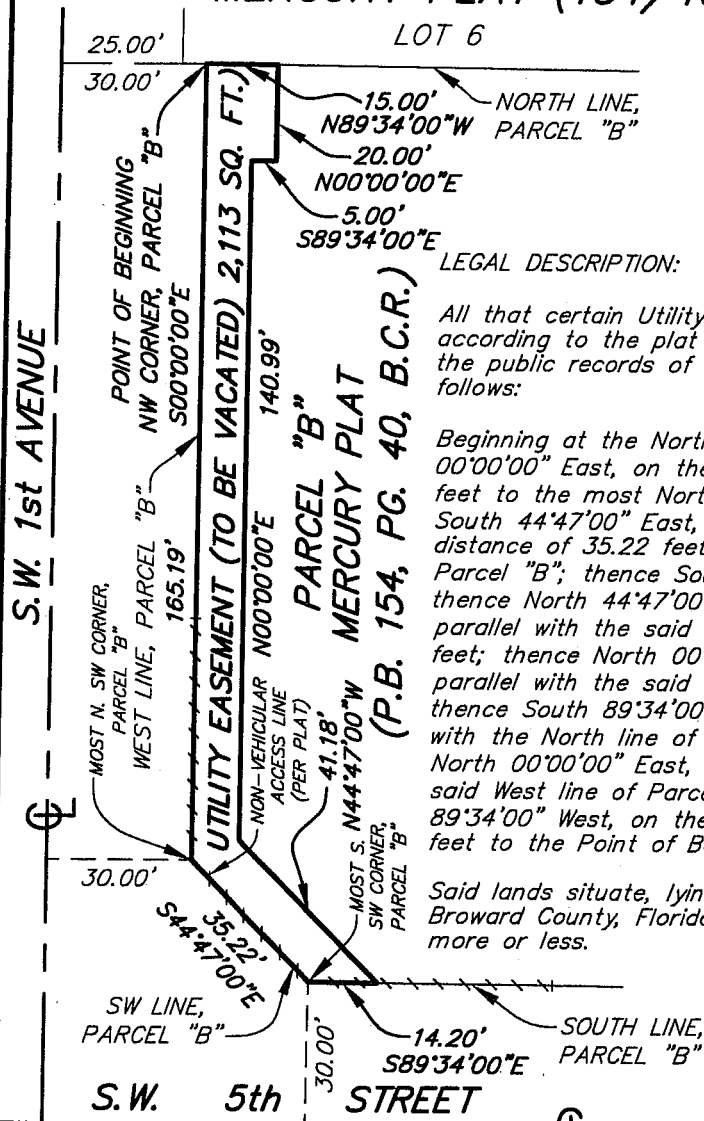 LOT 6
25.00'
30.00'
15.00'
N89°34'00"W
NORTH LINE,
PARCEL "B"
20.00'
N00°00'00"E
5.00'
S89°34'00"E
POINT OF BEGINNING
NW CORNER, PARCEL "B"
S00°00'00"E
S.W. 1st AVENUE
UTILITY EASEMENT (TO BE VACATED) 2,113 SQ. FT.)
140.99'
N00°00'00"E
PARCEL "B"
MERCURY PLAT
(P.B. 154, PG. 40, B.C.R.)
WEST LINE, PARCEL "B"
165.19'
MOST N. SW CORNER,
PARCEL "B"
NON-VEHICULAR
ACCESS LINE
(PER PLAT)
41.18'
N44°47'00"W
MOST S.
SW CORNER,
PARCEL "B"
30.00'
35.22'
S44°47'00"E
SW LINE,
PARCEL "B"
14.20'
S89°34'00"E
SOUTH LINE,
PARCEL "B"
30.00'
S.W. 5th STREET
LEGAL DESCRIPTION:
All that certain Utility
according to the plat
the public records of
follows:
Beginning at the North
00°00'00" East, on the
feet to the most North
South 44°47'00" East,
distance of 35.22 feet
Parcel "B"; thence Sou
thence North 44°47'00
parallel with the said
feet; thence North 00
parallel with the said
thence South 89°34'00
with the North line of
North 00°00'00" East,
said West line of Parce
89°34'00" West, on the
feet to the Point of B
Said lands situate, lyin
Broward County, Florida
more or less.